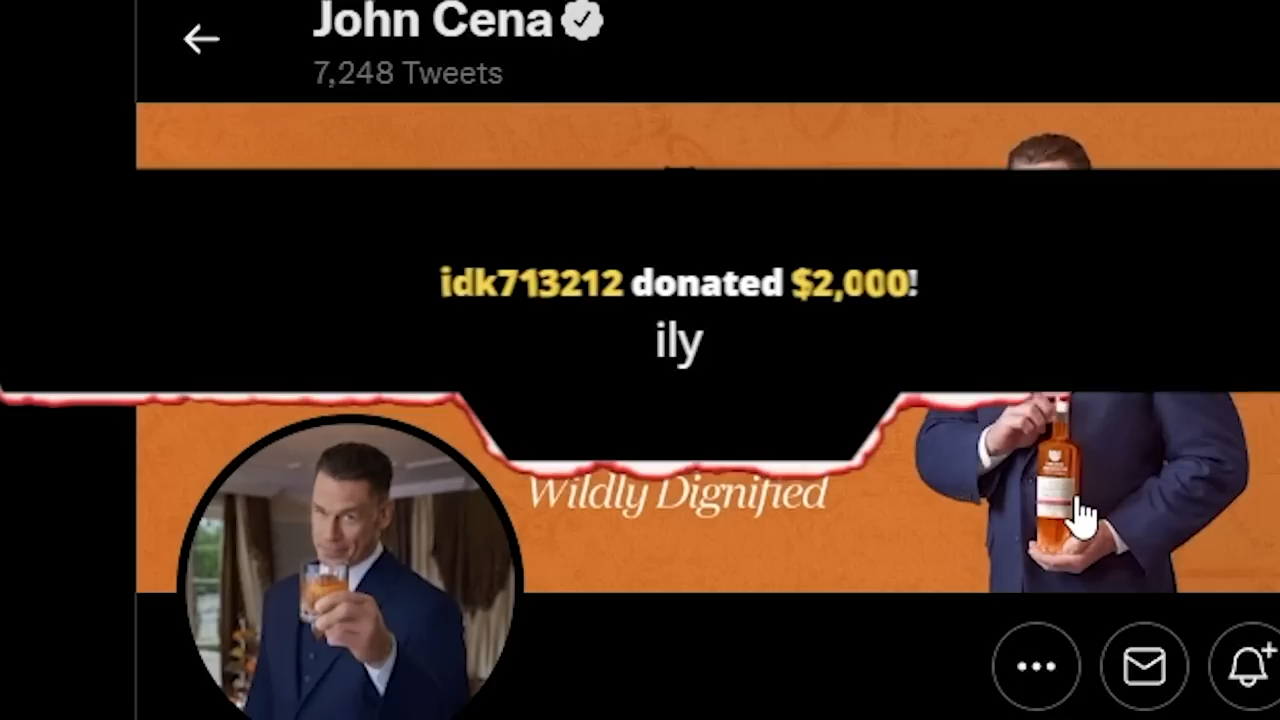 John Cena
7,248 Tweets
idk713212 donated $2,000!
ily
Wildly Dignified